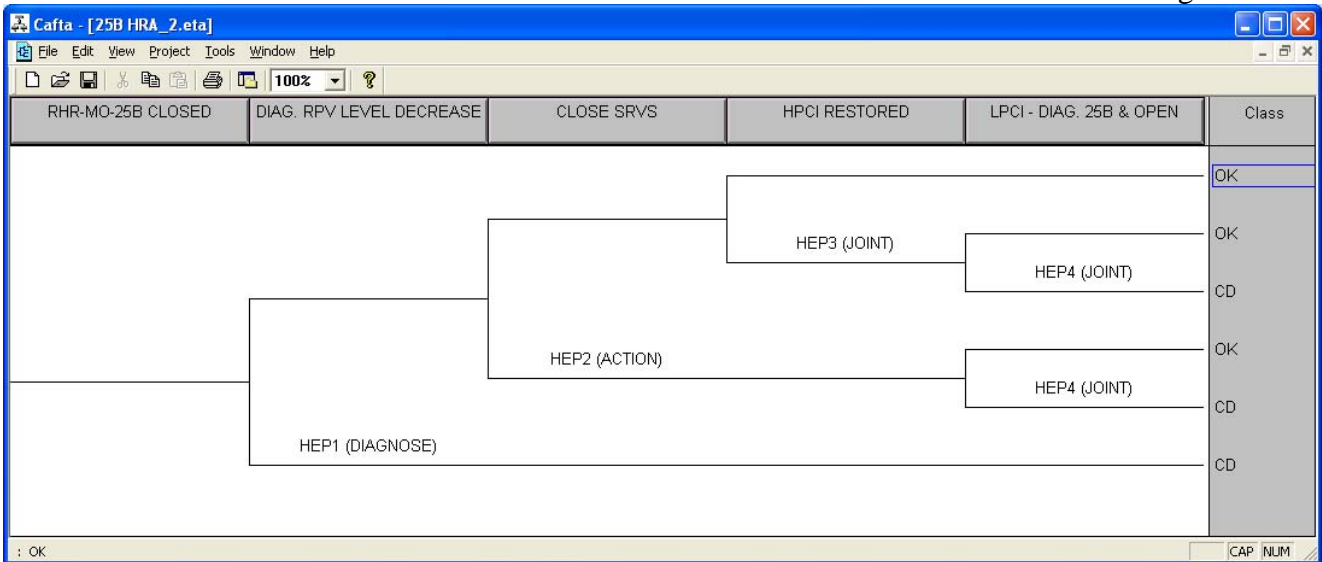 Cafta - [25B HRA_2.eta]
File Edit View Project Tools Window Help
100%
RHR-MO-25B CLOSED DIAG. RPV LEVEL DECREASE CLOSE SRVS HPCI RESTORED LPCI - DIAG. 25B & OPEN Class
OK
HEP3 (JOINT) OK
HEP4 (JOINT)
CD
HEP2 (ACTION) OK
HEP4 (JOINT)
CD
HEP1 (DIAGNOSE)
CD
: OK CAP NUM